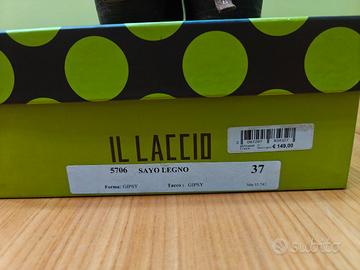 IL LACCIO
€ 149,00
5706 SAYO LEGNO 37
Forma: GIPSY Tacco : GIPSY
subito